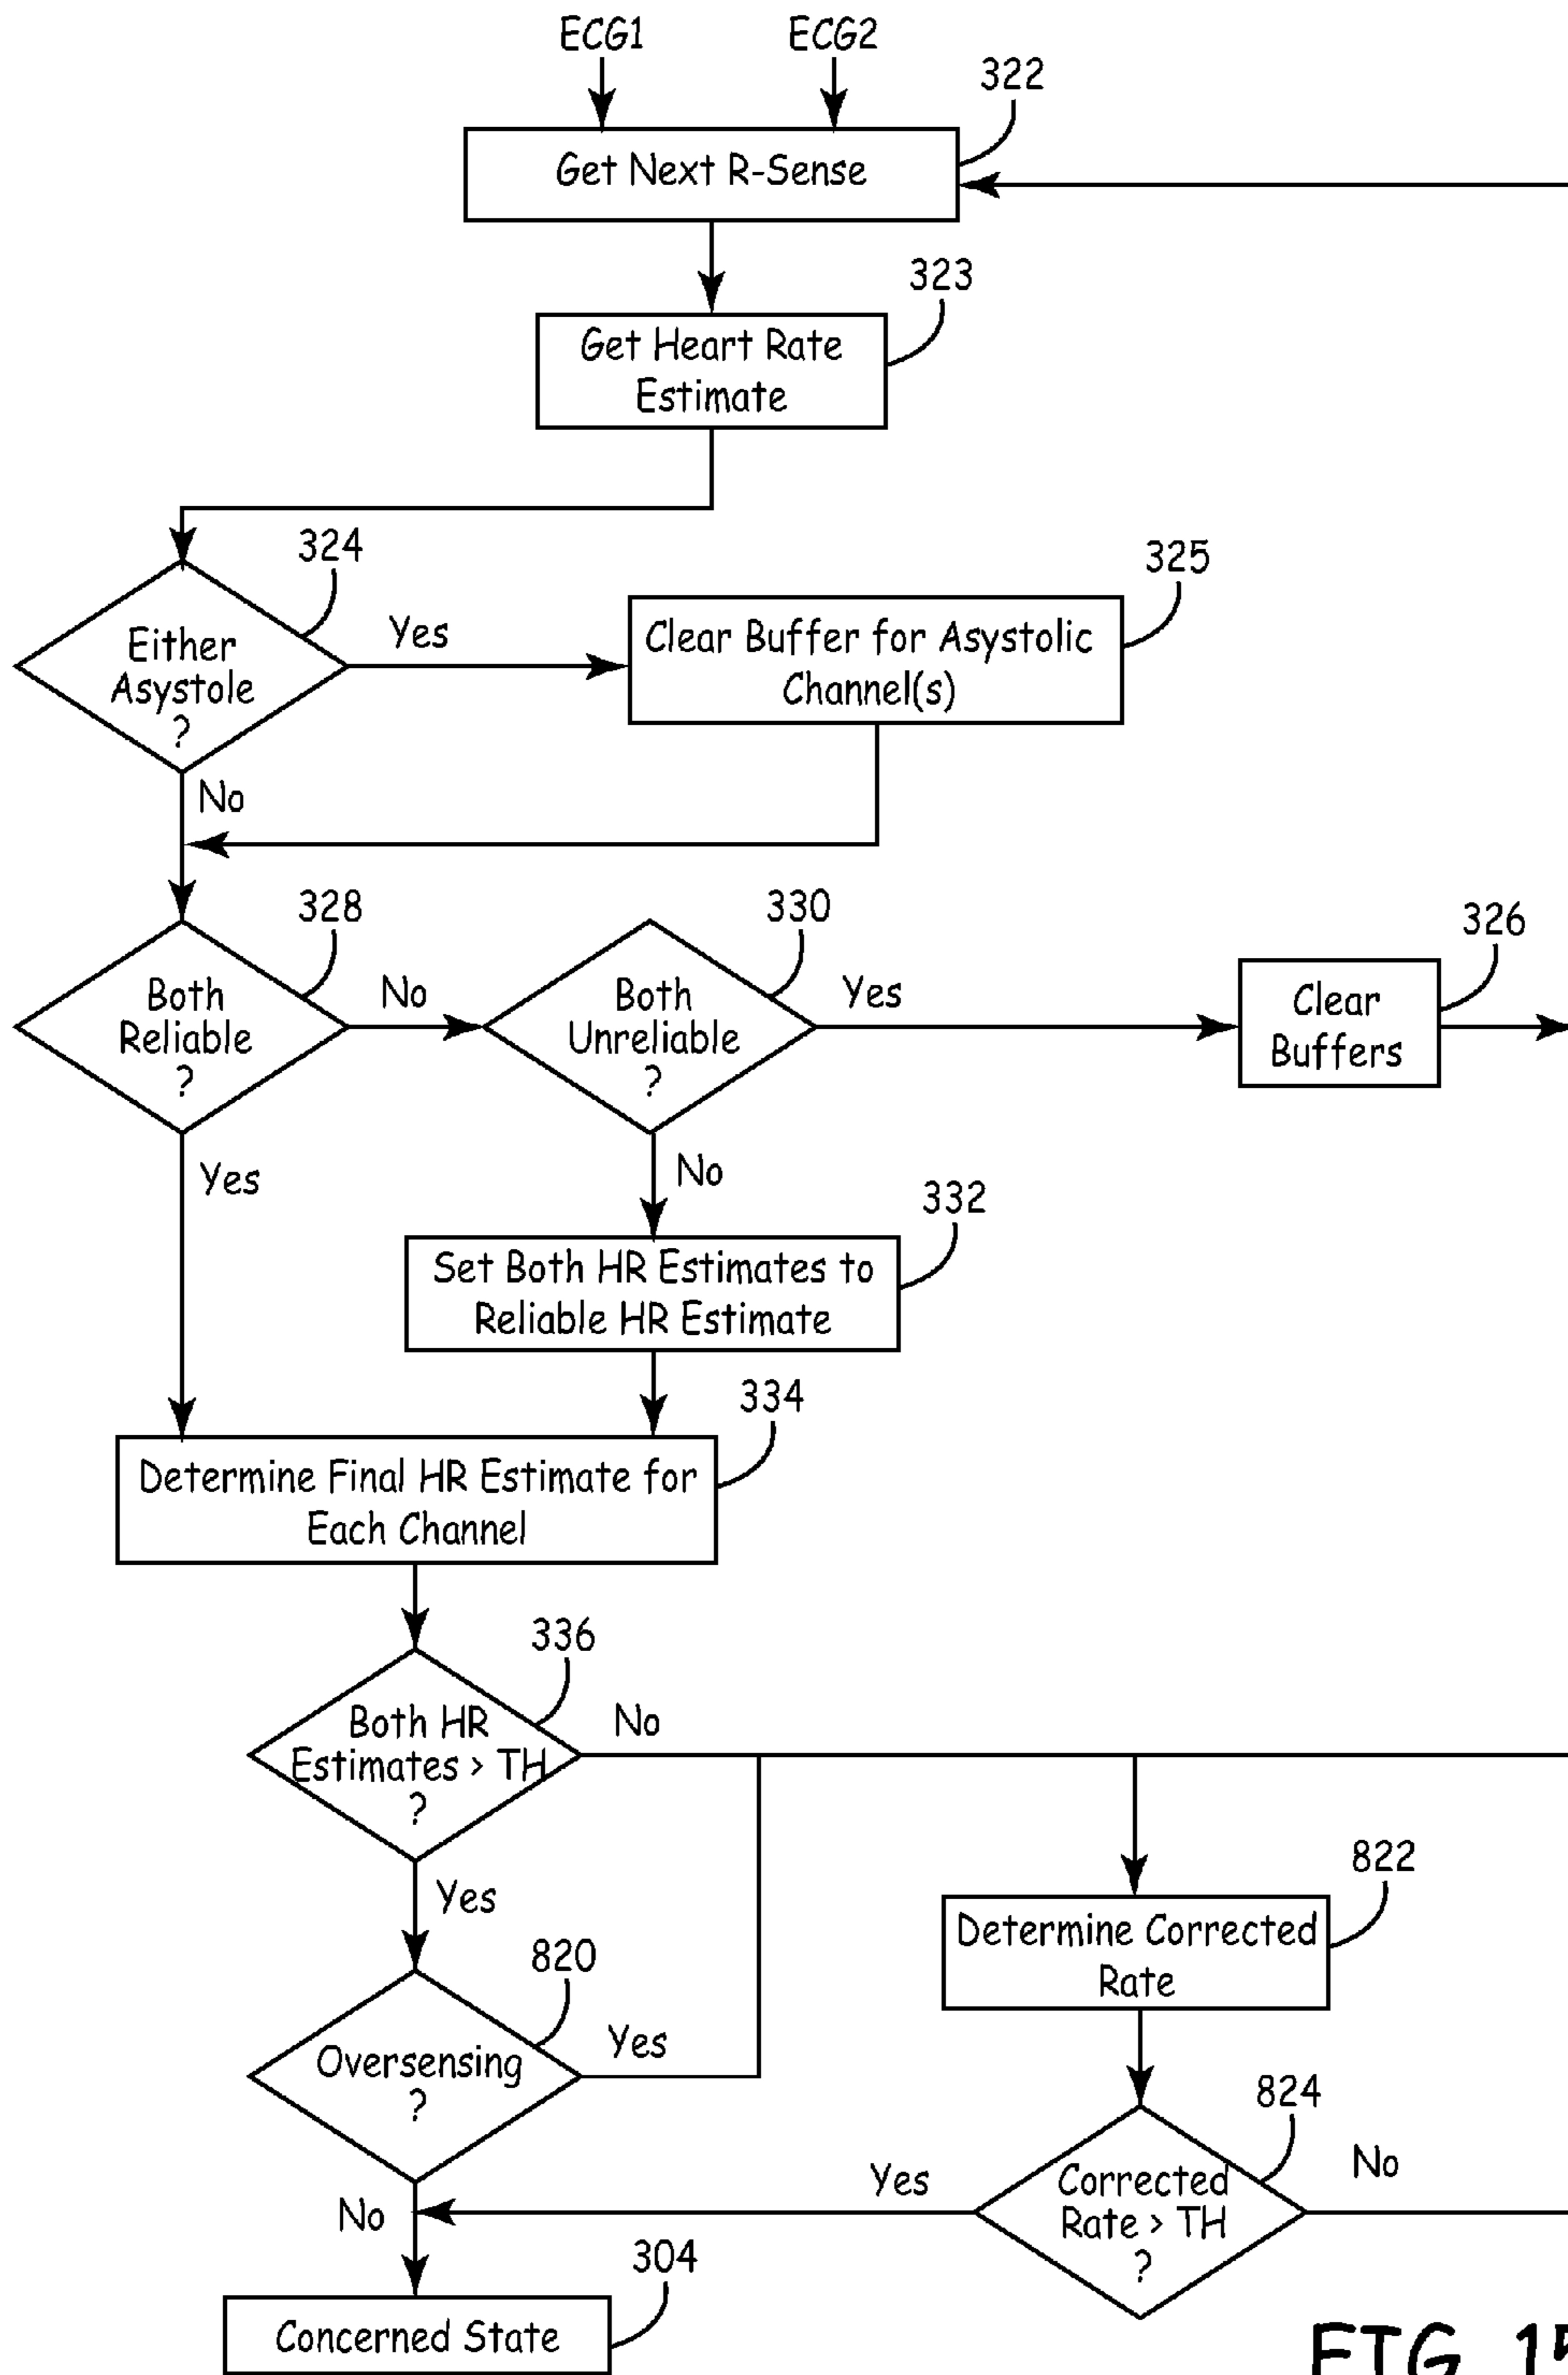 ECG1
ECG2
322
Get Next R-Sense
323
Get Heart Rate
Estimate
324
Either
Asystole
?
Yes
325
Clear Buffer for Asystolic
Channel(s)
No
328
Both
Reliable
?
No
330
Both
Unreliable
?
Yes
326
Clear
Buffers
Yes
No
332
Set Both HR Estimates to
Reliable HR Estimate
334
Determine Final HR Estimate for
Each Channel
336
Both HR
Estimates > TH
?
No
Yes
822
Determine Corrected
Rate
820
Oversensing
?
Yes
824
Corrected
Rate > TH
?
Yes
No
No
304
Concerned State
FIG. 15